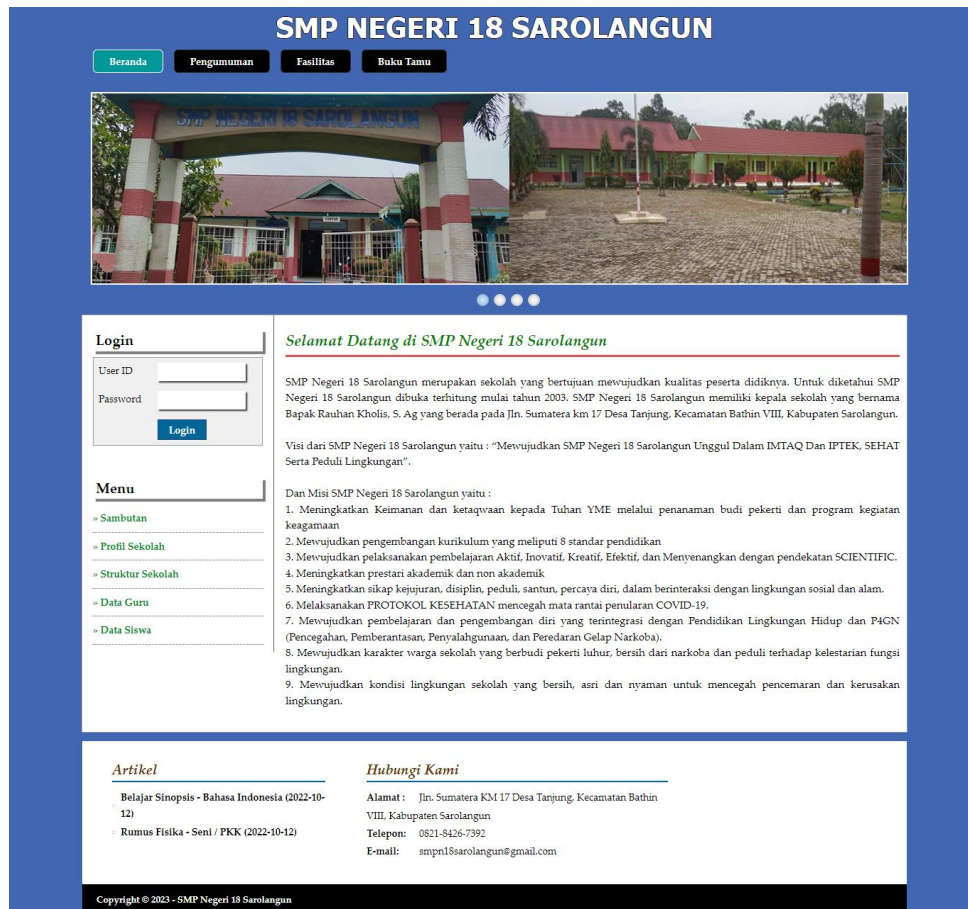 SMP NEGERI 18 SAROLANGUN
Beranda
Pengumuman
Fasilitas
Buku Tamu
SMP NEGERI 18 SAROLANGUN
Login
User ID
Password
Login
Menu
» Sambutan
» Profil Sekolah
» Struktur Sekolah
» Data Guru
» Data Siswa
Selamat Datang di SMP Negeri 18 Sarolangun
SMP Negeri 18 Sarolangun merupakan sekolah yang bertujuan mewujudkan kualitas peserta didiknya. Untuk diketahui SMP
Negeri 18 Sarolangun dibuka terhitung mulai tahun 2003. SMP Negeri 18 Sarolangun memiliki kepala sekolah yang bernama
Bapak Rauhan Kholis, S. Ag yang berada pada Jln. Sumatera km 17 Desa Tanjung, Kecamatan Bathin VIII, Kabupaten Sarolangun.
Visi dari SMP Negeri 18 Sarolangun yaitu : “Mewujudkan SMP Negeri 18 Sarolangun Unggul Dalam IMTAQ Dan IPTEK, SEHAT
Serta Peduli Lingkungan”.
Dan Misi SMP Negeri 18 Sarolangun yaitu :
1. Meningkatkan Keimanan dan ketaqwaan kepada Tuhan YME melalui penanaman budi pekerti dan program kegiatan
keagamaan
2. Mewujudkan pengembangan kurikulum yang meliputi 8 standar pendidikan
3. Mewujudkan pelaksanakan pembelajaran Aktif, Inovatif, Kreatif, Efektif, dan Menyenangkan dengan pendekatan SCIENTIFIC.
4. Meningkatkan prestari akademik dan non akademik
5. Meningkatkan sikap kejujuran, disiplin, peduli, santun, percaya diri, dalam berinteraksi dengan lingkungan sosial dan alam.
6. Melaksanakan PROTOKOL KESEHATAN mencegah mata rantai penularan COVID-19.
7. Mewujudkan pembelajaran dan pengembangan diri yang terintegrasi dengan Pendidikan Lingkungan Hidup dan P4GN
(Pencegahan, Pemberantasan, Penyalahgunaan, dan Peredaran Gelap Narkoba).
8. Mewujudkan karakter warga sekolah yang berbudi pekerti luhur, bersih dari narkoba dan peduli terhadap kelestarian fungsi
lingkungan.
9. Mewujudkan kondisi lingkungan sekolah yang bersih, asri dan nyaman untuk mencegah pencemaran dan kerusakan
lingkungan.
Artikel
Belajar Sinopsis - Bahasa Indonesia (2022-10-
12)
Rumus Fisika - Seni / PKK (2022-10-12)
Hubungi Kami
Alamat : Jln. Sumatera KM 17 Desa Tanjung, Kecamatan Bathin
VIII, Kabupaten Sarolangun
Telepon: 0821-8426-7392
E-mail: smpn18sarolangun@gmail.com
Copyright © 2023 - SMP Negeri 18 Sarolangun